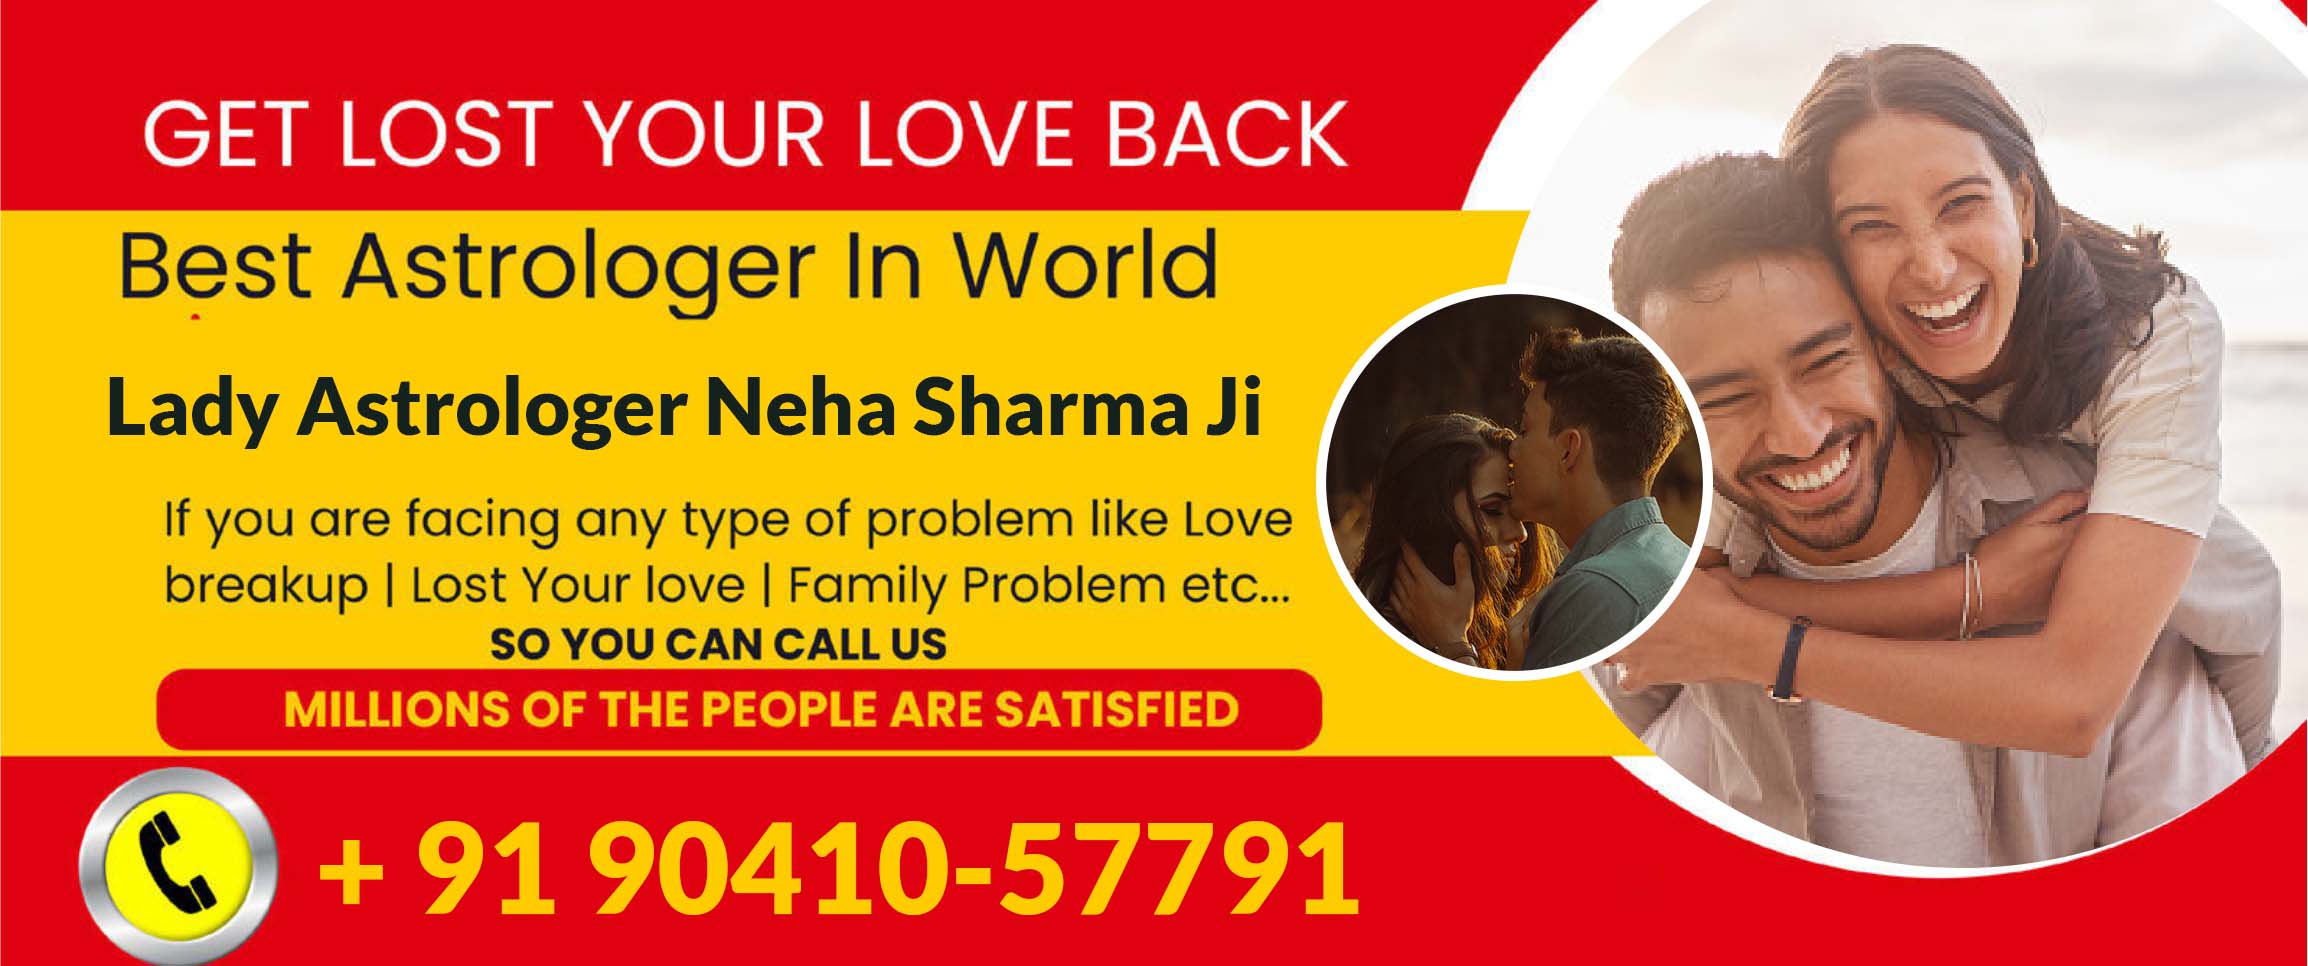 GET LOST YOUR LOVE BACK
Best Astrologer In World
Lady Astrologer Neha Sharma Ji
If you are facing any type of problem like Love
breakup | Lost Your love | Family Problem etc...
SO YOU CAN CALL US
MILLIONS OF THE PEOPLE ARE SATISFIED
+ 91 90410-57791